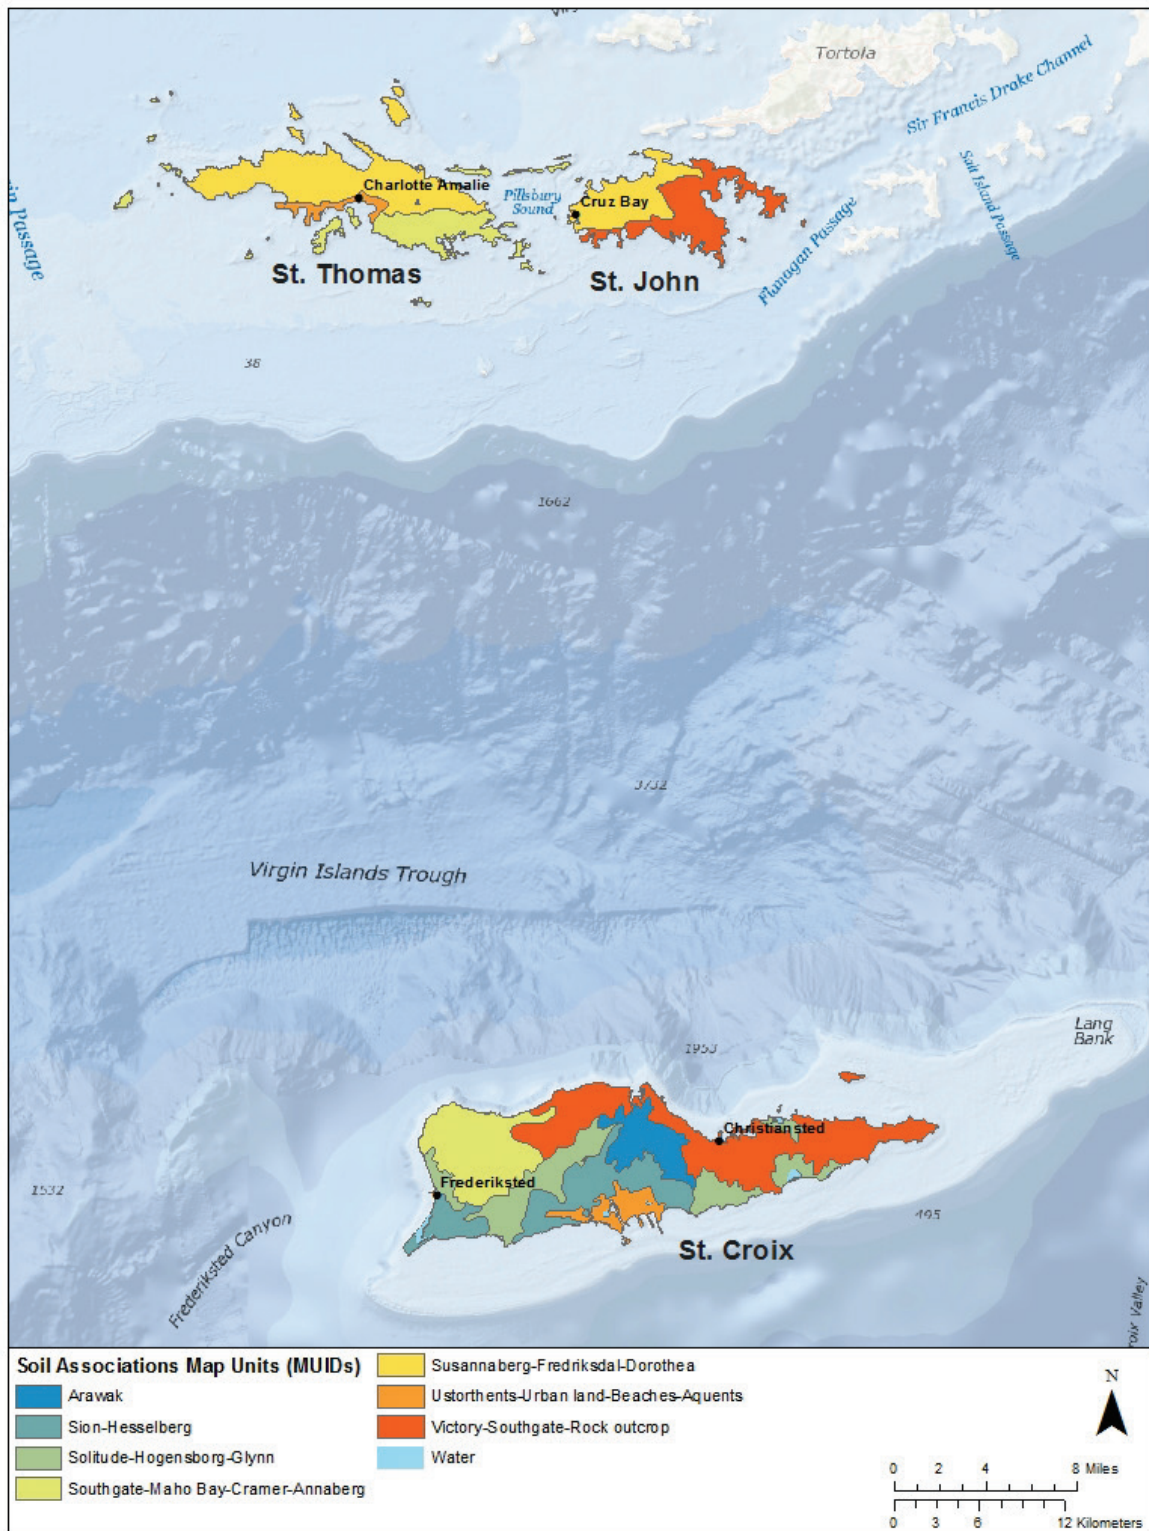 Tortola
Sir Francis Drake Channel
Salt Island Passage
Charlotte Amalie
Pillsbury
Sound
Cruz Bay
Flanagan Passage
Passage
St. Thomas
St. John
38
1662
3732
Virgin Islands Trough
Lang
Bank
1953
Christiansted
Frederiksted
1532
495
Frederiksted Canyon
St. Croix
Valley
Soil Associations Map Units (MUIDs)
Arawak
Sion-Hesselberg
Solitude-Hogensborg-Glynn
Southgate-Maho Bay-Cramer-Annaberg
Susannaberg-Fredriksdal-Dorothea
Ustorthents-Urban land-Beaches-Aquents
Victory-Southgate-Rock outcrop
Water
N
0 2 4 8 Miles
0 3 6 12 Kilometers